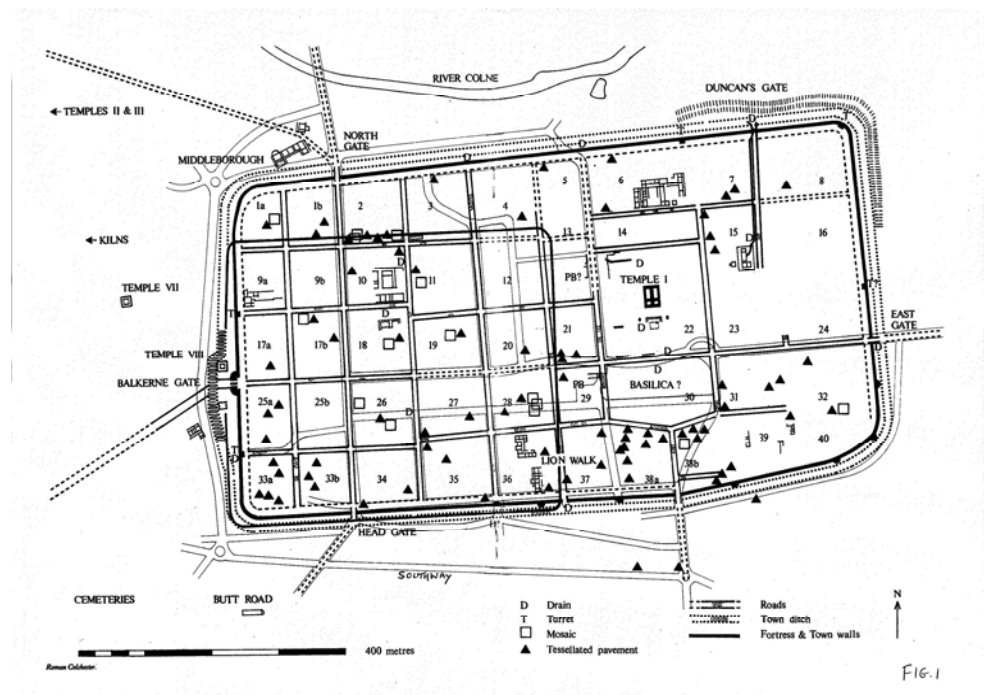 RIVER COLNE
DUNCAN'S GATE
← TEMPLES II & III
NORTH
GATE
MIDDLEBOROUGH
D
T
D
T
D
D
5
6
7
8
1a
1b
2
3
4
13
14
15
16
← KILNS
9a
9b
10
D
11
12
PB?
D
TEMPLE I
D
TEMPLE VII
T
D
T?
EAST
GATE
17a
17b
18
19
20
21
22
23
24
TEMPLE VIII
BALKERNE GATE
D
D
D
PB
BASILICA ?
25a
25b
26
D
27
28
29
30
31
32
T
D
LION WALK
39
40
33a
33b
34
35
36
37
38a
38b
D
HEAD GATE
SOUTHWAY
CEMETERIES
BUTT ROAD
D Drain
T Turret
Mosaic
Tessellated pavement
Roads
Town ditch
Fortress & Town walls
N
400 metres
Roman Colchester.
FIG.1